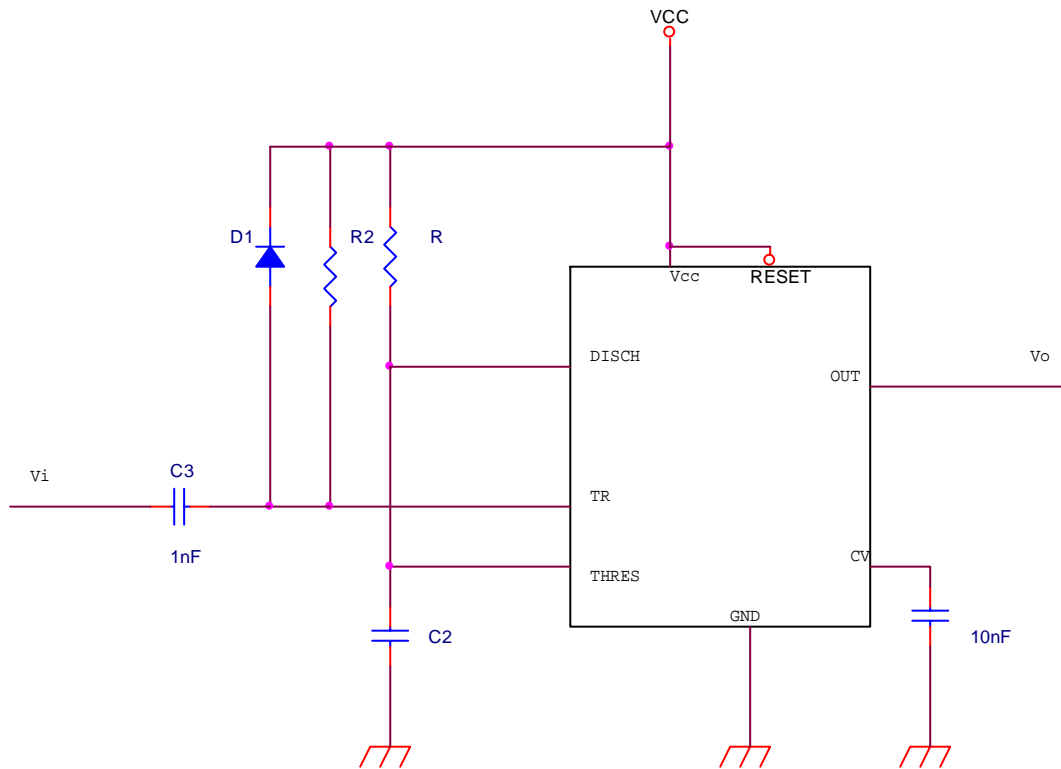 VCC
D1
R2
R
Vcc
RESET
DISCH
OUT
Vo
Vi
C3
TR
1nF
THRES
CV
GND
C2
10nF